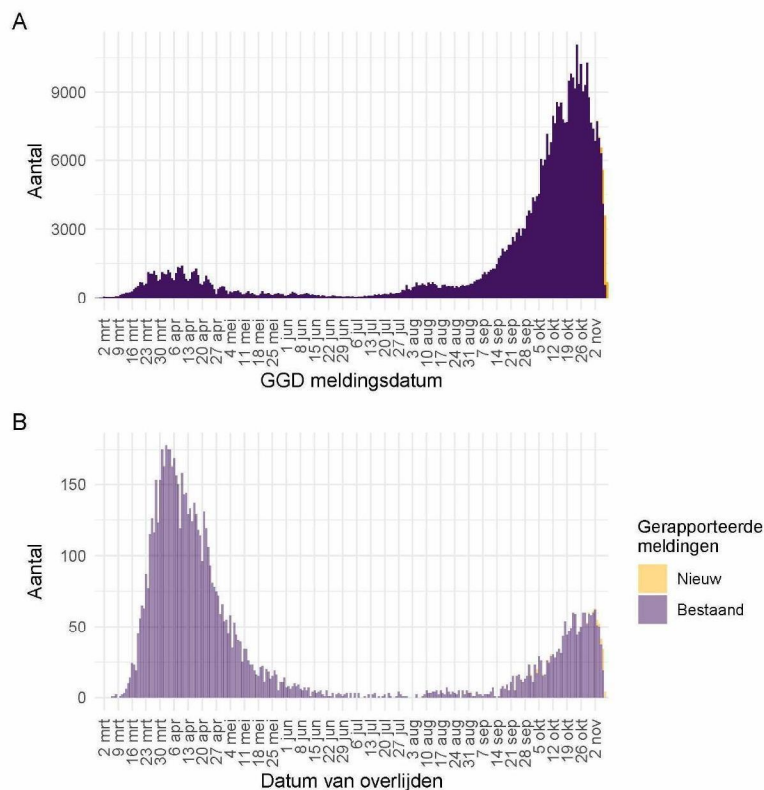 A
Aantal
9000
6000
3000
0
2 mrt
9 mrt
16 mrt
23 mrt
30 mrt
6 apr
13 apr
20 apr
27 apr
4 mei
11 mei
18 mei
25 mei
1 jun
8 jun
15 jun
22 jun
29 jun
6 jul
13 jul
20 jul
27 jul
3 aug
10 aug
17 aug
24 aug
31 aug
7 sep
14 sep
21 sep
28 sep
5 okt
12 okt
19 okt
26 okt
2 nov
GGD meldingsdatum
B
Aantal
150
100
50
0
2 mrt
9 mrt
16 mrt
23 mrt
30 mrt
6 apr
13 apr
20 apr
27 apr
4 mei
11 mei
18 mei
25 mei
1 jun
8 jun
15 jun
22 jun
29 jun
6 jul
13 jul
20 jul
27 jul
3 aug
10 aug
17 aug
24 aug
31 aug
7 sep
14 sep
21 sep
28 sep
5 okt
12 okt
19 okt
26 okt
2 nov
Datum van overlijden
Gerapporteerde
meldingen
Nieuw
Bestaand